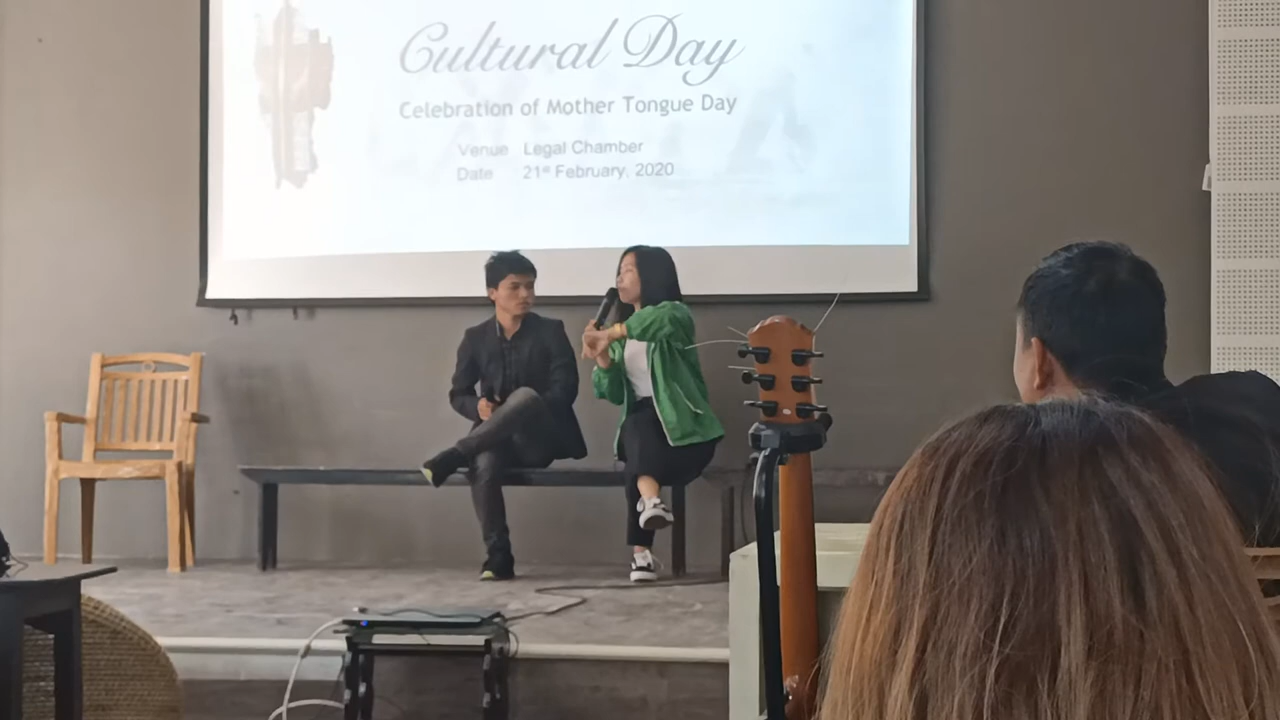 Cultural Day
Celebration of Mother Tongue Day
Venue Legal Chamber
Date 21st February, 2020